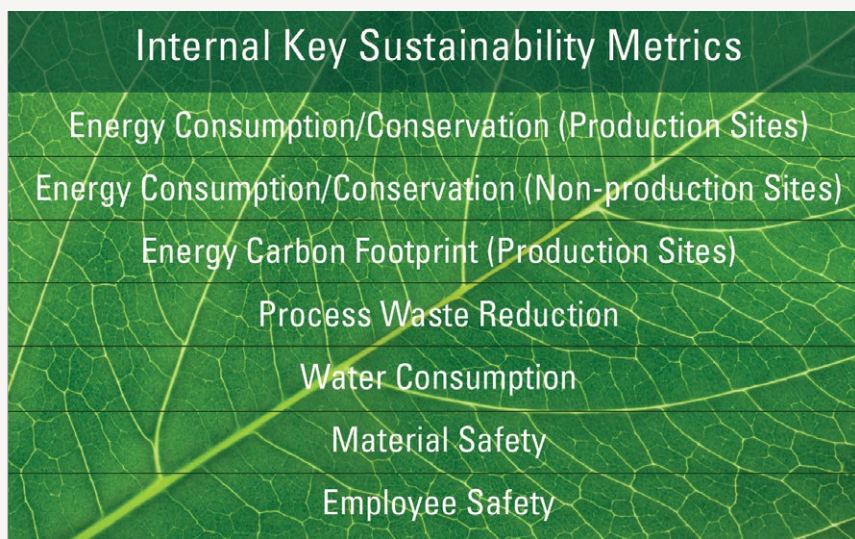 Internal Key Sustainability Metrics
Energy Consumption/Conservation (Production Sites)
Energy Consumption/Conservation (Non-production Sites)
Energy Carbon Footprint (Production Sites)
Process Waste Reduction
Water Consumption
Material Safety
Employee Safety